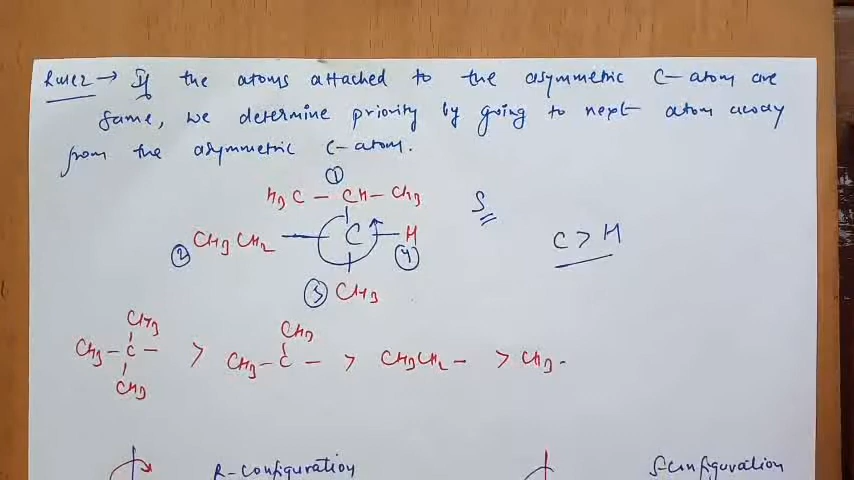 Rule2 → If the atoms attached to the asymmetric C-atom are
same, we determine priority by going to next atom away
from the asymmetric C-atom.
①
H3C - CH - CH3
S
② CH3CH2 - C - H
C > H
④
③ CH3
CH3
CH3
CH3 - C - > CH3 - C - > CH3CH2 - > CH3 -
CH3
R-configuration
S-configuration